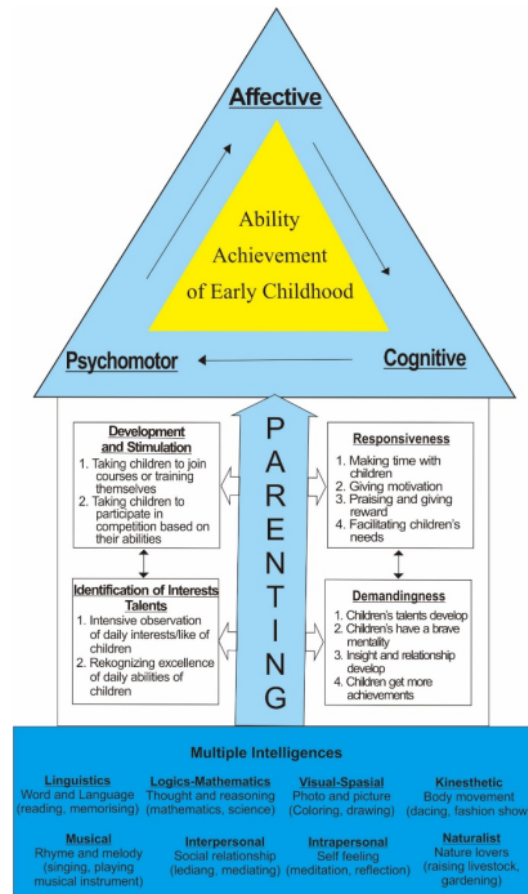 Affective
Ability
Achievement
of Early Childhood
Psychomotor
Cognitive
Development
and Stimulation
1. Taking children to join
courses or training
themselves
2. Taking children to
participate in
competition based on
their abilities
Identification of Interests
Talents
1. Intensive observation
of daily interests/like of
children
2. Rekognizing excellence
of daily abilities of
children
PARENTING
Responsiveness
1. Making time with
children
2. Giving motivation
3. Praising and giving
reward
4. Facilitating children's
needs
Demandingness
1. Children's talents develop
2. Children's have a brave
mentality
3. Insight and relationship
develop
4. Children get more
achievements
Multiple Intelligences
Linguistics
Word and Language
(reading, memorising)
Logics-Mathematics
Thought and reasoning
(mathematics, science)
Visual-Spasial
Photo and picture
(Coloring, drawing)
Kinesthetic
Body movement
(dacing, fashion show)
Musical
Rhyme and melody
(singing, playing
musical instrument)
Interpersonal
Social relationship
(lediang, mediating)
Intrapersonal
Self feeling
(meditation, reflection)
Naturalist
Nature lovers
(raising livestock,
gardening)